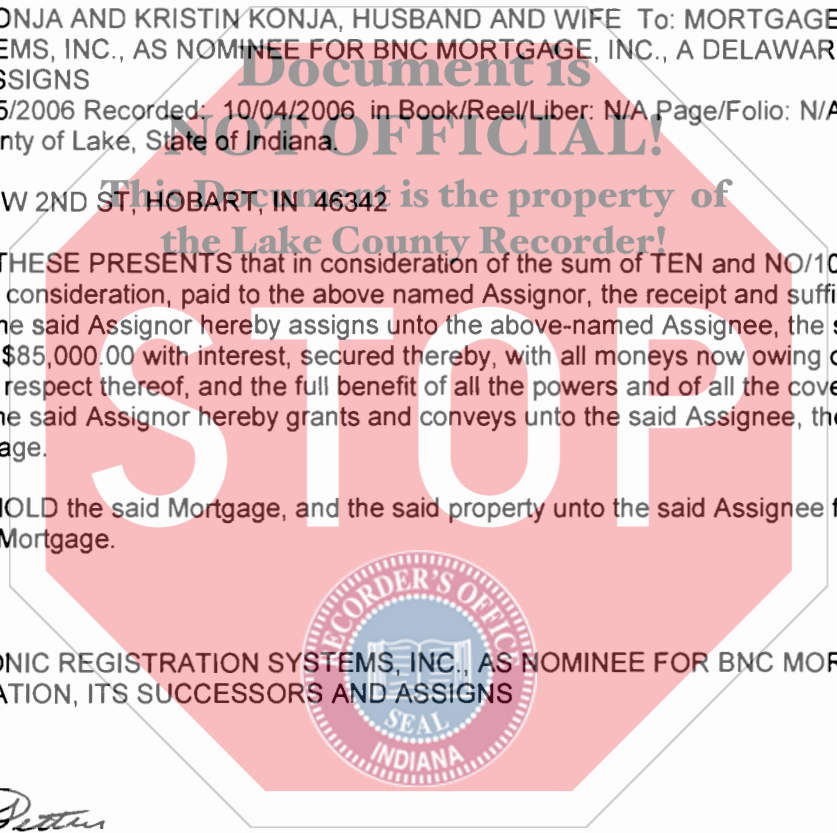 ONJA AND KRISTIN KONJA, HUSBAND AND WIFE To: MORTGAGE
EMS, INC., AS NOMINEE FOR BNC MORTGAGE, INC., A DELAWAR
Document is
SSIGNS
5/2006 Recorded: 10/04/2006 in Book/Reel/Liber: N/A Page/Folio: N/A
NOT OFFICIAL!
nty of Lake, State of Indiana.
This Document is the property of
W 2ND ST, HOBART, IN 46342
the Lake County Recorder!
THESE PRESENTS that in consideration of the sum of TEN and NO/10
consideration, paid to the above named Assignor, the receipt and suffi
he said Assignor hereby assigns unto the above-named Assignee, the s
$85,000.00 with interest, secured thereby, with all moneys now owing o
respect thereof, and the full benefit of all the powers and of all the cove
he said Assignor hereby grants and conveys unto the said Assignee, the
age.
STOP
HOLD the said Mortgage, and the said property unto the said Assignee f
Mortgage.
RECORDER'S OFFIC
ONIC REGISTRATION SYSTEMS, INC., AS NOMINEE FOR BNC MOR
ATION, ITS SUCCESSORS AND ASSIGNS
SEAL
INDIANA